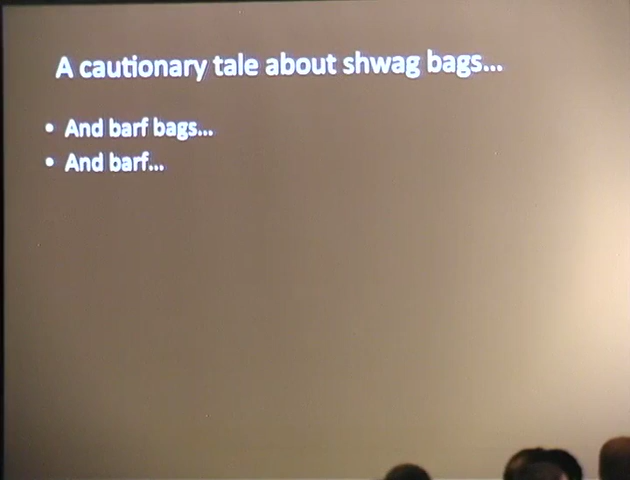 A cautionary tale about shwag bags...
• And barf bags...
• And barf...